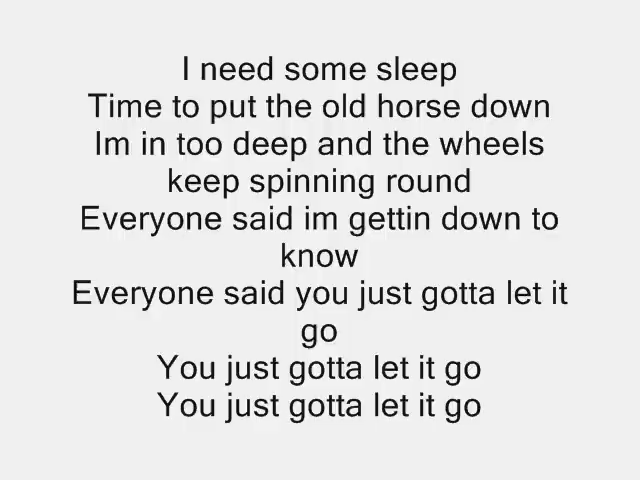 I need some sleep
Time to put the old horse down
Im in too deep and the wheels
keep spinning round
Everyone said im gettin down to
know
Everyone said you just gotta let it
go
You just gotta let it go
You just gotta let it go